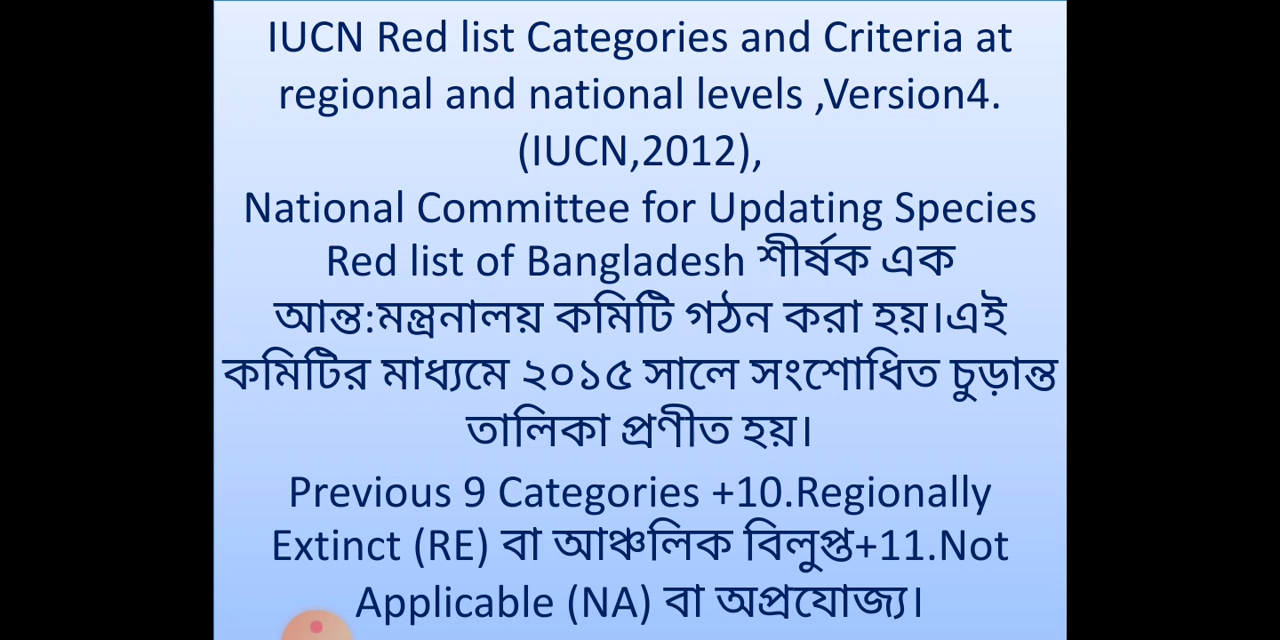 IUCN Red list Categories and Criteria at
regional and national levels ,Version4.
(IUCN,2012),
National Committee for Updating Species
Red list of Bangladesh শীর্ষক এক
আন্ত:মন্ত্রনালয় কমিটি গঠন করা হয়।এই
কমিটির মাধ্যমে ২০১৫ সালে সংশোধিত চুড়ান্ত
তালিকা প্রণীত হয়।
Previous 9 Categories +10.Regionally
Extinct (RE) বা আঞ্চলিক বিলুপ্ত+11.Not
Applicable (NA) বা অপ্রযোজ্য।